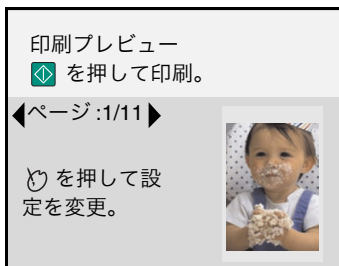 印刷プレビュー
を押して印刷。
ページ :1/11
を押して設
定を変更。